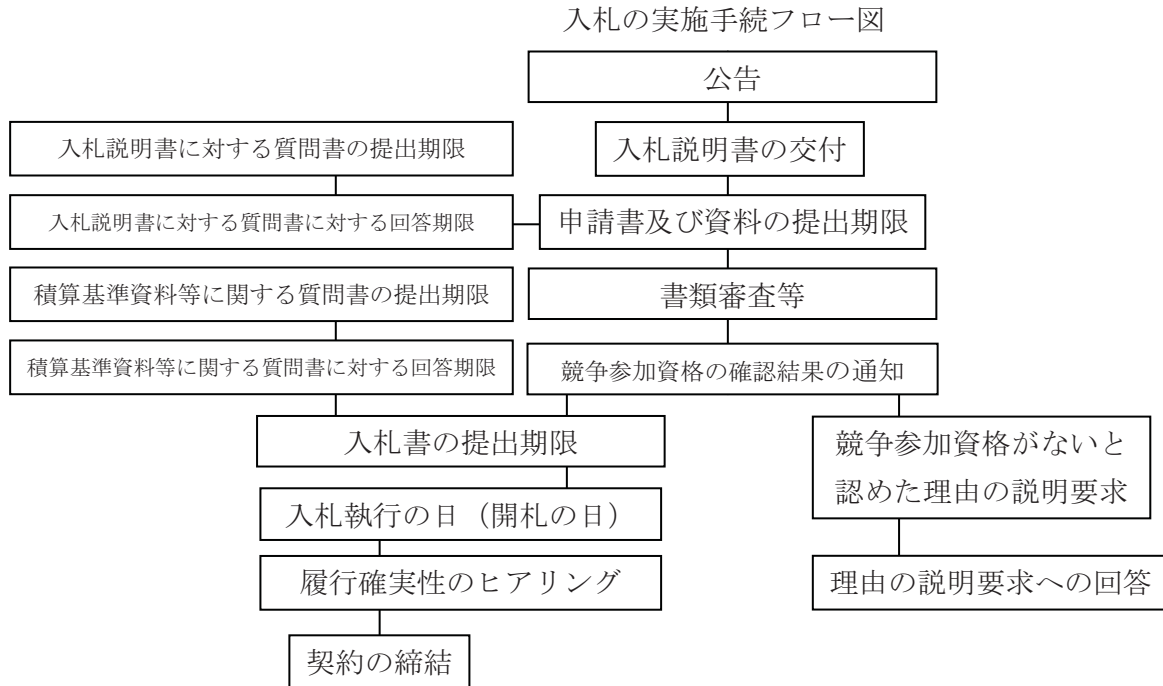 入札の実施手続フロー図
公告
入札説明書に対する質問書の提出期限
入札説明書の交付
入札説明書に対する質問書に対する回答期限
申請書及び資料の提出期限
積算基準資料等に関する質問書の提出期限
書類審査等
積算基準資料等に関する質問書に対する回答期限
競争参加資格の確認結果の通知
入札書の提出期限
競争参加資格がないと
認めた理由の説明要求
入札執行の日（開札の日）
履行確実性のヒアリング
理由の説明要求への回答
契約の締結